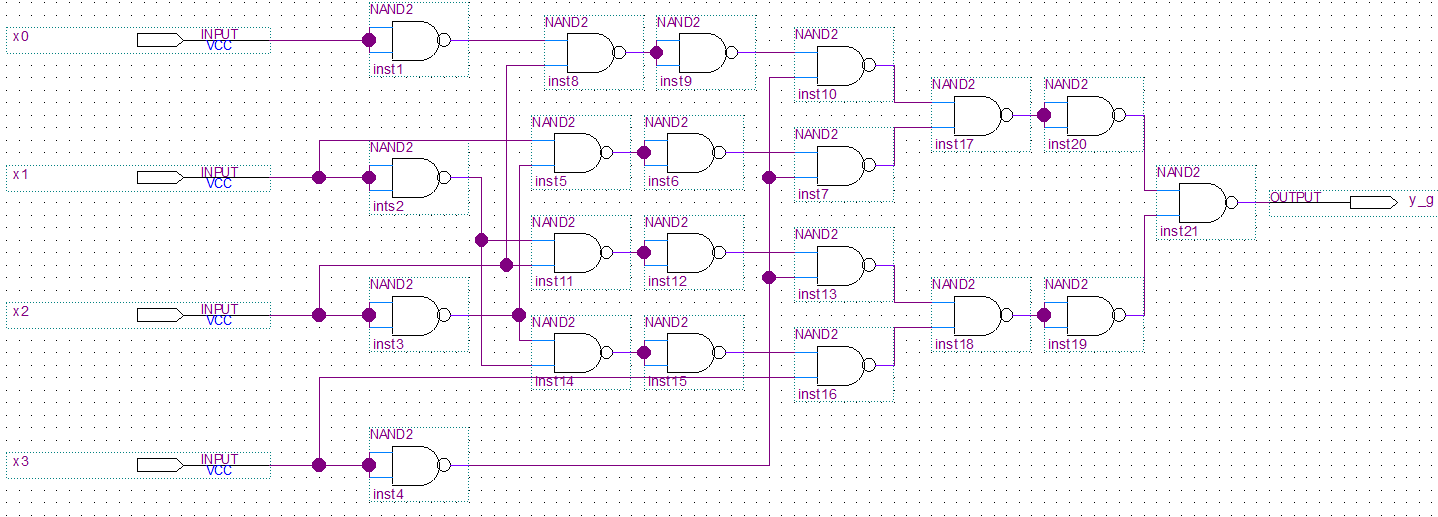 NAND2
x0
INPUT
VCC
inst1
NAND2
inst8
NAND2
inst9
NAND2
inst10
NAND2
inst17
NAND2
inst20
x1
INPUT
VCC
NAND2
ints2
NAND2
inst5
NAND2
inst6
NAND2
inst7
NAND2
inst21
OUTPUT
y_g
NAND2
inst11
NAND2
inst12
NAND2
inst13
x2
INPUT
VCC
NAND2
inst3
NAND2
inst14
NAND2
inst15
NAND2
inst16
NAND2
inst18
NAND2
inst19
x3
INPUT
VCC
NAND2
inst4